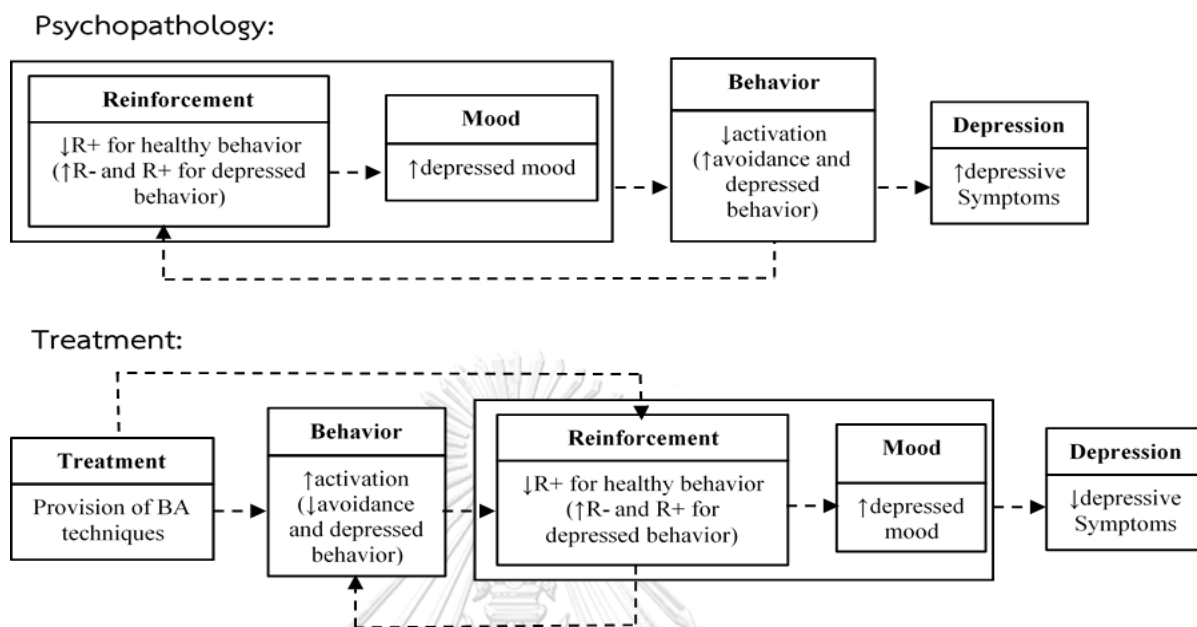 Psychopathology:
Reinforcement
↓R+ for healthy behavior
(↑R- and R+ for depressed
behavior)
Mood
↑depressed mood
Behavior
↓activation
(↑avoidance and
depressed
behavior)
Depression
↑depressive
Symptoms
Treatment:
Treatment
Provision of BA
techniques
Behavior
↑activation
(↓avoidance
and depressed
behavior)
Reinforcement
↓R+ for healthy behavior
(↑R- and R+ for
depressed behavior)
Mood
↑depressed
mood
Depression
↓depressive
Symptoms